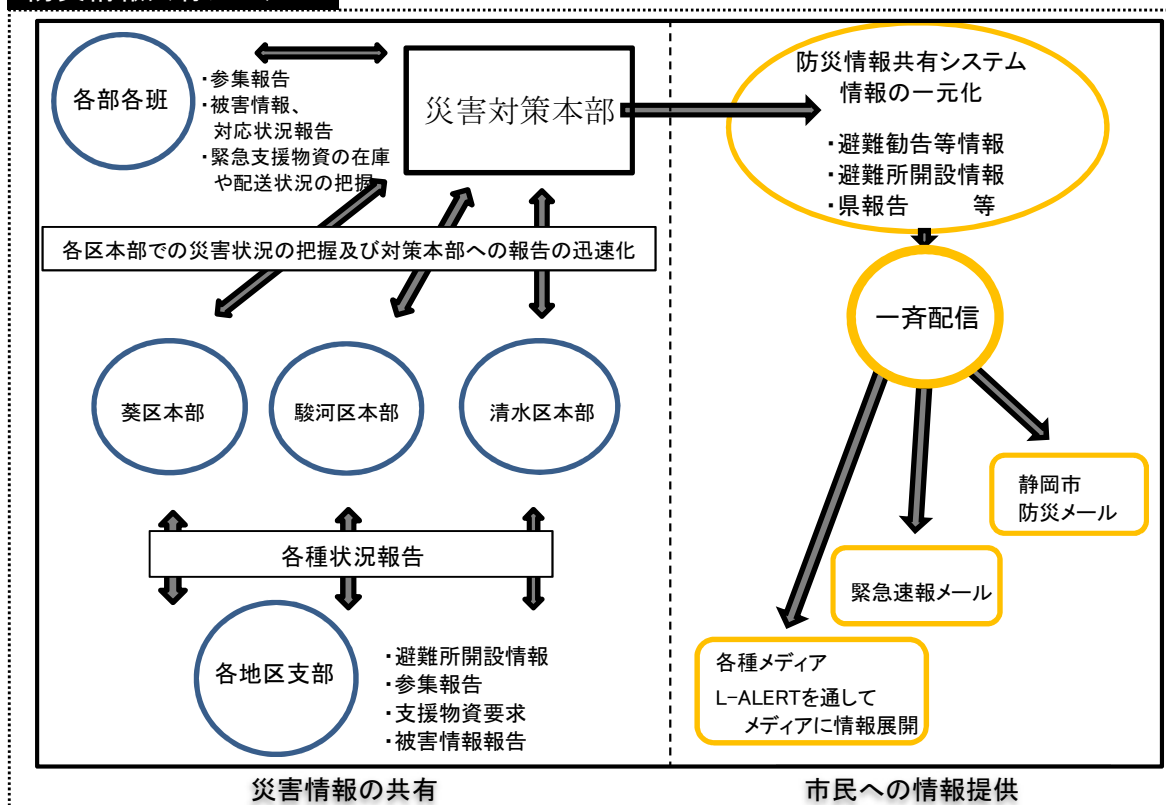 各部各班
・参集報告
・被害情報、
対応状況報告
・緊急支援物資の在庫
や配送状況の把握
災害対策本部
各区本部での災害状況の把握及び対策本部への報告の迅速化
葵区本部
駿河区本部
清水区本部
各種状況報告
各地区支部
・避難所開設情報
・参集報告
・支援物資要求
・被害情報報告
災害情報の共有
防災情報共有システム
情報の一元化
・避難勧告等情報
・避難所開設情報
・県報告　　等
一斉配信
静岡市
防災メール
緊急速報メール
各種メディア
L-ALERTを通して
メディアに情報展開
市民への情報提供